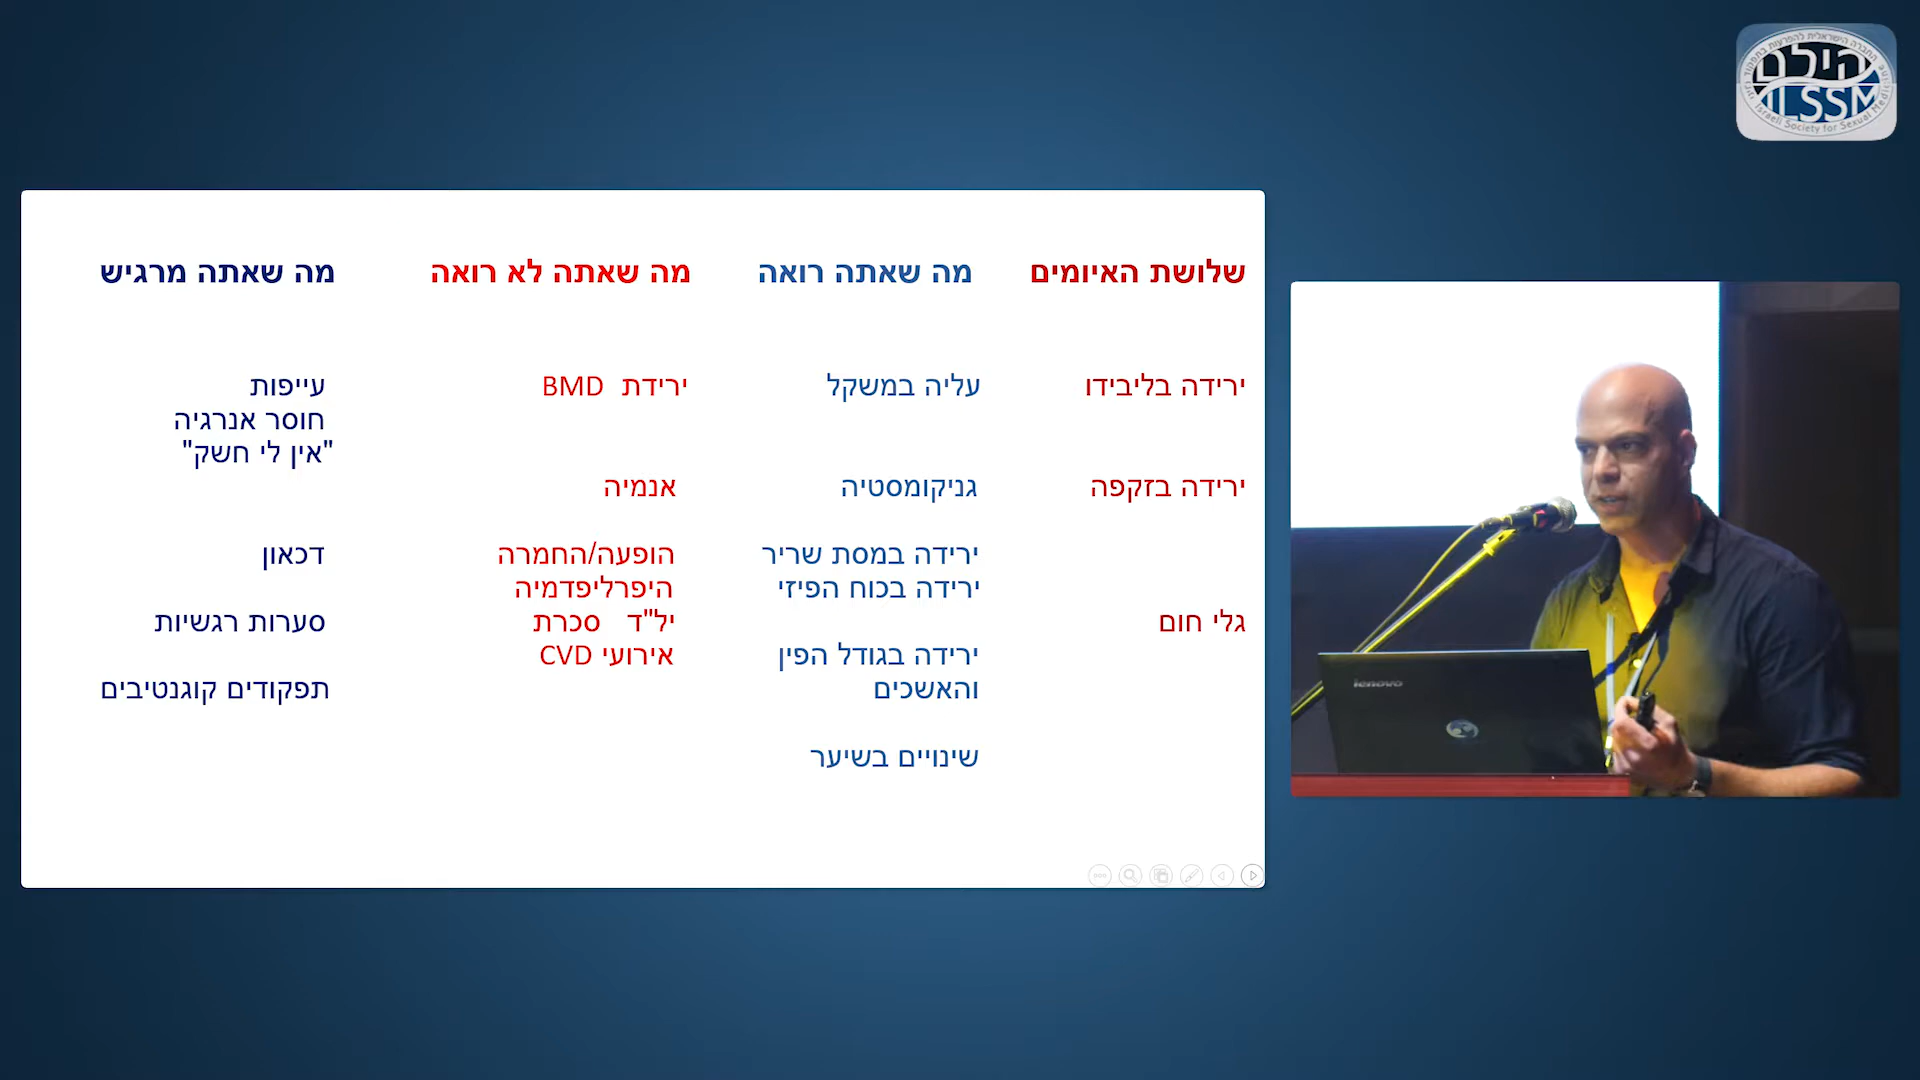 הילם
ILSSM
Israeli Society for Sexual Medicine
שלושת האיומים
ירידה בליבידו
ירידה בזקפה
גלי חום
מה שאתה רואה
עליה במשקל
גניקומסטיה
ירידה במסת שריר
ירידה בכוח הפיזי
ירידה בגודל הפין
והאשכים
שינויים בשיער
מה שאתה לא רואה
ירידת BMD
אנמיה
הופעה/החמרה
היפרליפדמיה
יל"ד סכרת
אירועי CVD
מה שאתה מרגיש
עייפות
חוסר אנרגיה
"אין לי חשק"
דכאון
סערות רגשיות
תפקודים קוגנטיבים
lenovo